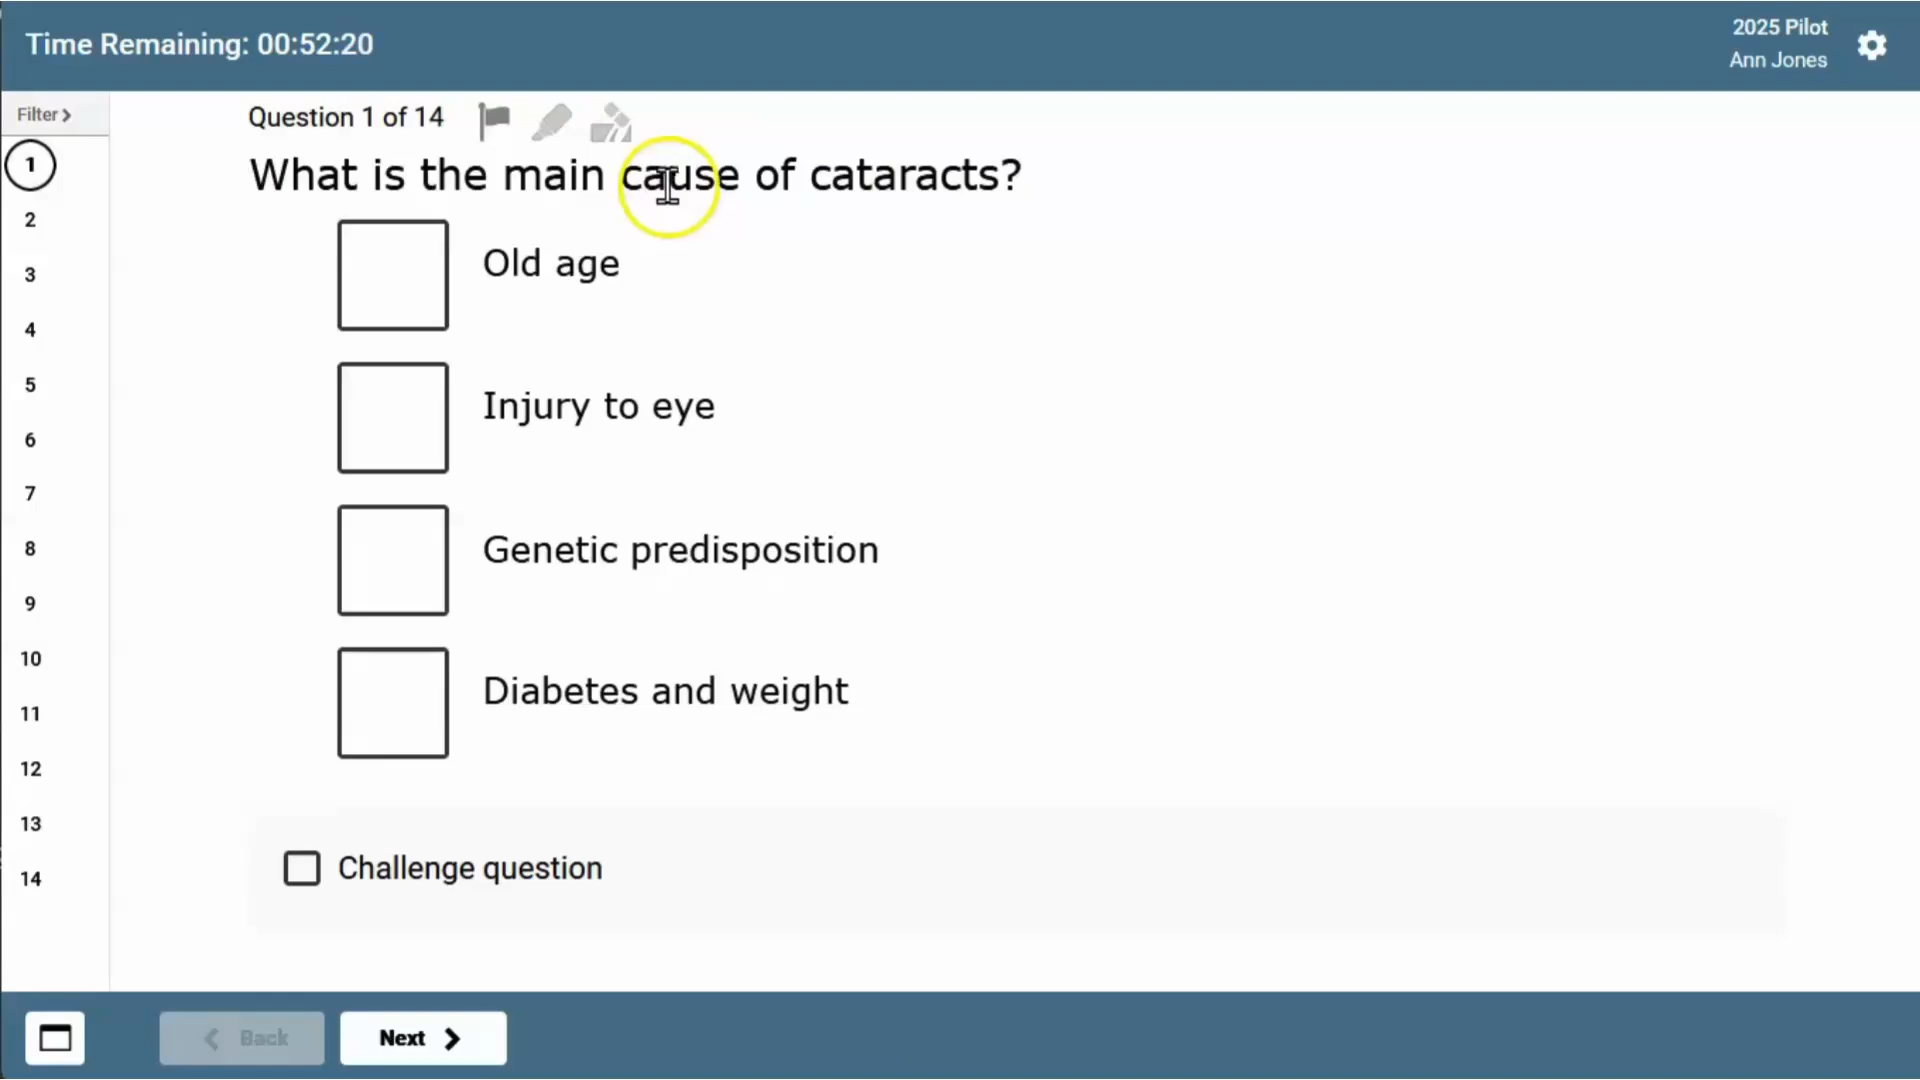 Time Remaining: 00:52:20
2025 Pilot
Ann Jones
Filter
Question 1 of 14
1
2
3
4
5
6
7
8
9
10
11
12
13
14
What is the main cause of cataracts?
Old age
Injury to eye
Genetic predisposition
Diabetes and weight
Challenge question
Back
Next